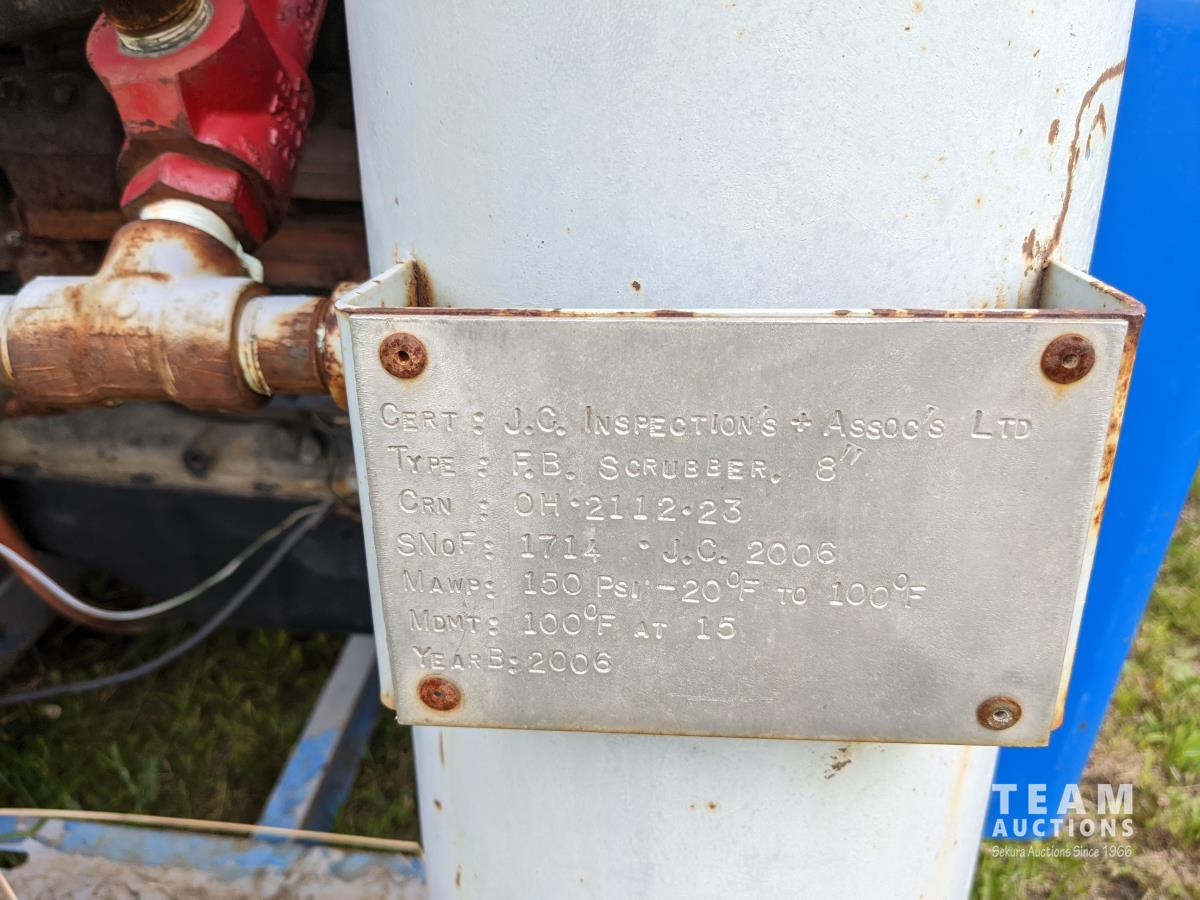 CERT: J.C. INSPECTION'S + ASSOC'S LTD
TYPE: F.B. SCRUBBER. 8"
CRN: OH·2112·23
SNOF: 1714 · J.C. 2006
MAWP: 150 PSI -20°F TO 100°F
MDMT: 100°F AT 15
YEARB: 2006
TEAM
AUCTIONS
Sekura Auctions Since 1966